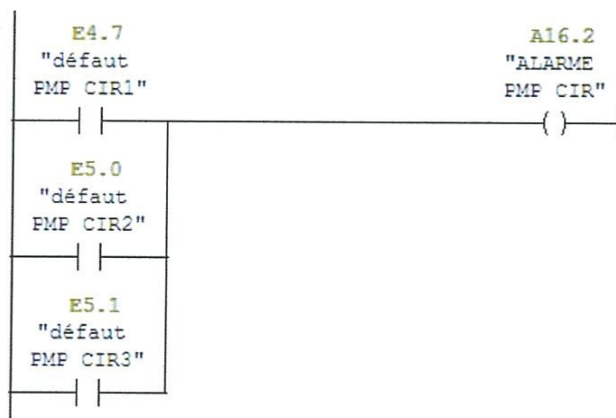 E4.7
"défaut
PMP CIR1"
A16.2
"ALARME
PMP CIR"
E5.0
"défaut
PMP CIR2"
E5.1
"défaut
PMP CIR3"